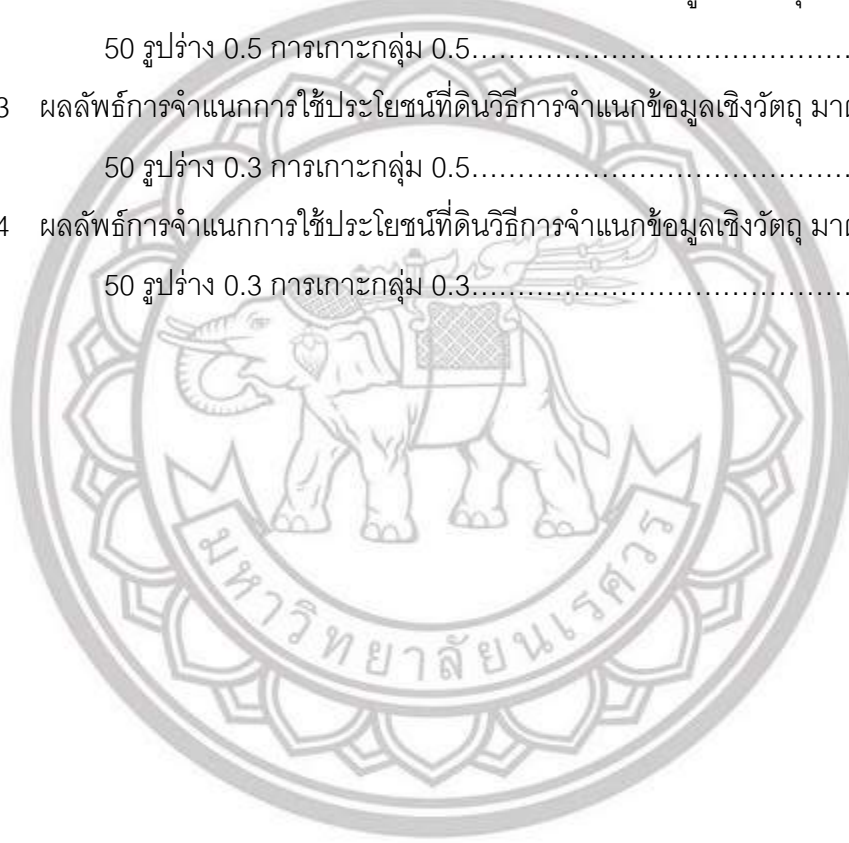 50 รูปร่าง 0.5 การเกาะกลุ่ม 0.5……………………………………………
3 ผลลัพธ์การจำแนกการใช้ประโยชน์ที่ดินวิธีการจำแนกข้อมูลเชิงวัตถุ
50 รูปร่าง 0.3 การเกาะกลุ่ม 0.5……………………………………………
4 ผลลัพธ์การจำแนกการใช้ประโยชน์ที่ดินวิธีการจำแนกข้อมูลเชิงวัตถุ
50 รูปร่าง 0.3 การเกาะกลุ่ม 0.3……………………………………………
มหาวิทยาลัยนเรศวร